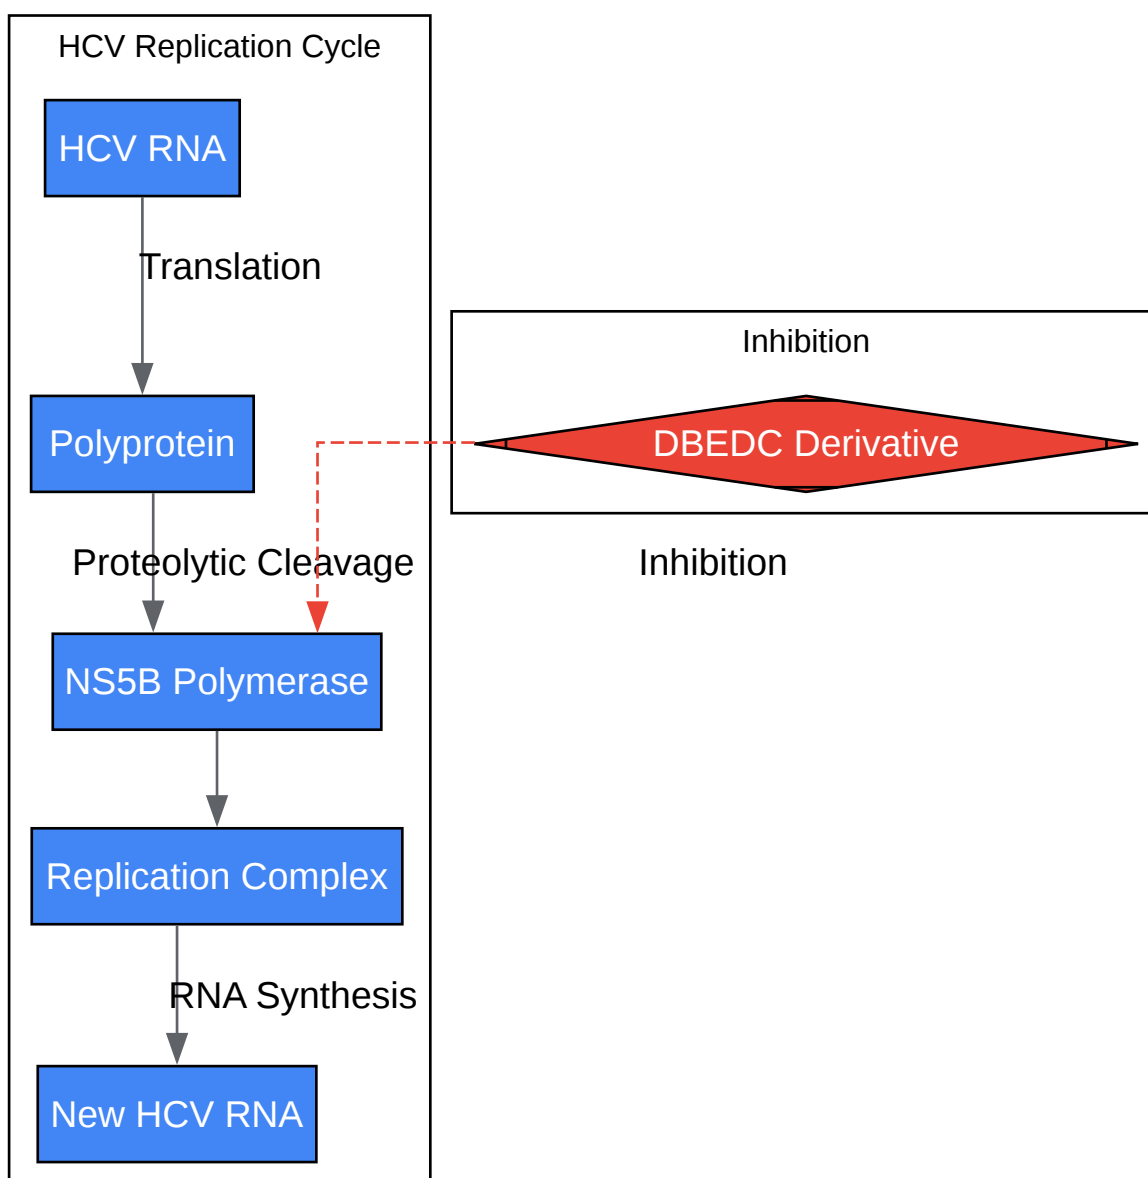 HCV Replication Cycle
HCV RNA
Translation
Inhibition
Polyprotein
DBEDC Derivative
Proteolytic Cleavage
Inhibition
NS5B Polymerase
Replication Complex
RNA Synthesis
New HCV RNA